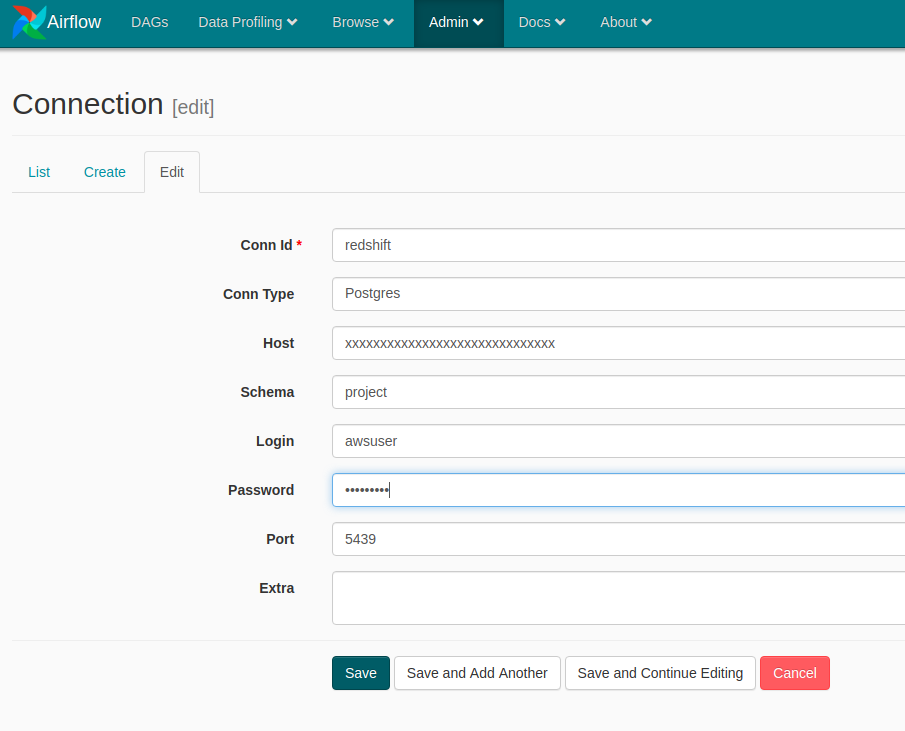 Airflow DAGs Data Profiling Browse Admin Docs About
Connection [edit]
List Create Edit
Conn Id * redshift
Conn Type Postgres
Host xxxxxxxxxxxxxxxxxxxxxxxxxxxxxx
Schema project
Login awsuser
Password •••••••••
Port 5439
Extra
Save Save and Add Another Save and Continue Editing Cancel